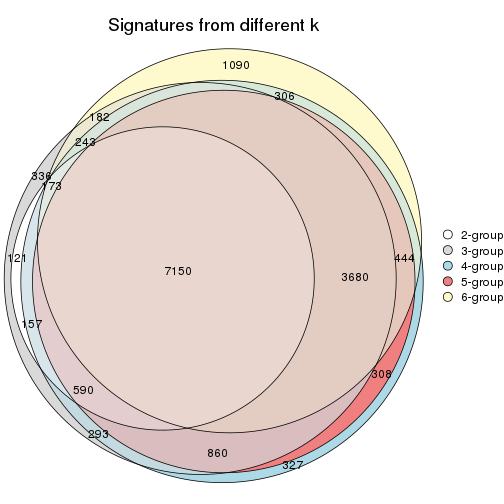 Signatures from different k
1090
306
182
243
336
173
121
7150
3680
444
157
308
590
293
860
327
2-group
3-group
4-group
5-group
6-group